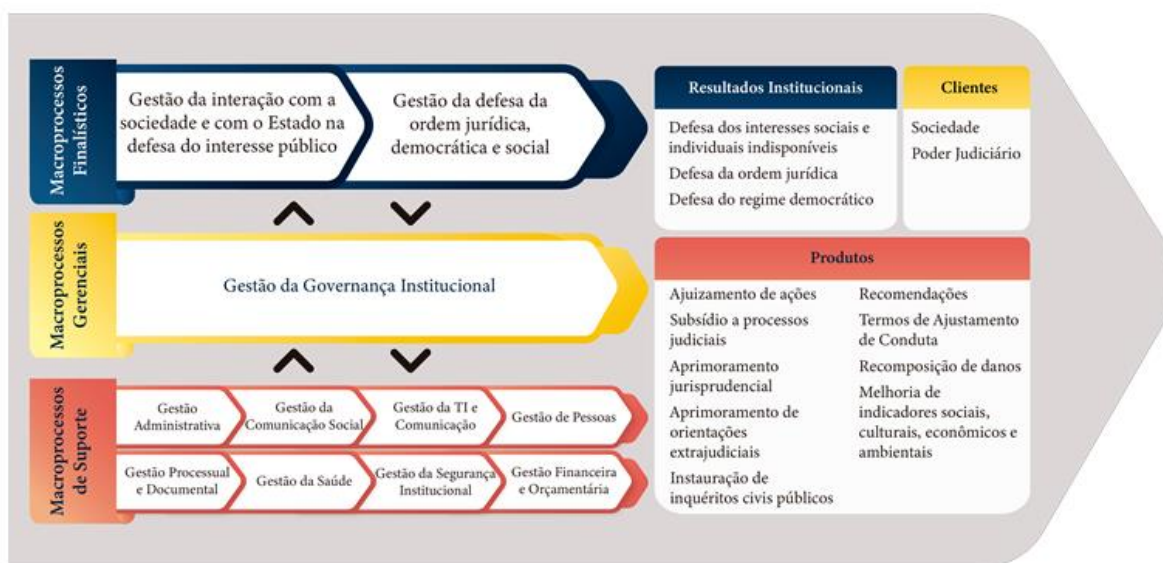 Macroprocessos
Finalísticos
Gestão da interação com a
sociedade e com o Estado na
defesa do interesse público
Gestão da defesa da
ordem jurídica,
democrática e social
Resultados Institucionais
Defesa dos interesses sociais e
individuais indisponíveis
Defesa da ordem jurídica
Defesa do regime democrático
Clientes
Sociedade
Poder Judiciário
Macroprocessos
Gerenciais
Gestão da Governança Institucional
Macroprocessos
de Suporte
Gestão
Administrativa
Gestão da
Comunicação Social
Gestão da TI e
Comunicação
Gestão de Pessoas
Gestão Processual
e Documental
Gestão da Saúde
Gestão da Segurança
Institucional
Gestão Financeira
e Orçamentária
Produtos
Ajuizamento de ações
Subsídio a processos
judiciais
Aprimoramento
jurisprudencial
Aprimoramento de
orientações
extrajudiciais
Instauração de
inquéritos civis públicos
Recomendações
Termos de Ajustamento
de Conduta
Recomposição de danos
Melhoria de
indicadores sociais,
culturais, econômicos e
ambientais